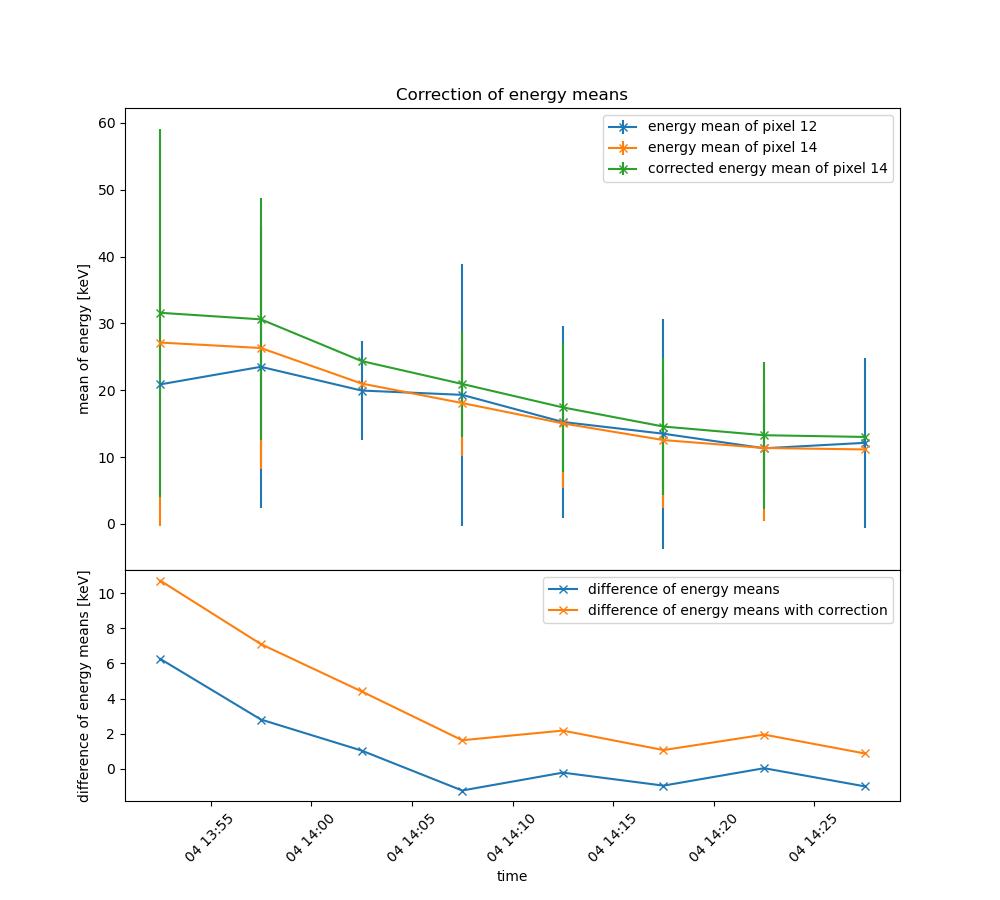 Correction of energy means
60
50
40
30
20
10
0
mean of energy [keV]
energy mean of pixel 12
energy mean of pixel 14
corrected energy mean of pixel 14
10
8
6
4
2
0
difference of energy means [keV]
difference of energy means
difference of energy means with correction
04 13:55
04 14:00
04 14:05
04 14:10
04 14:15
04 14:20
04 14:25
time